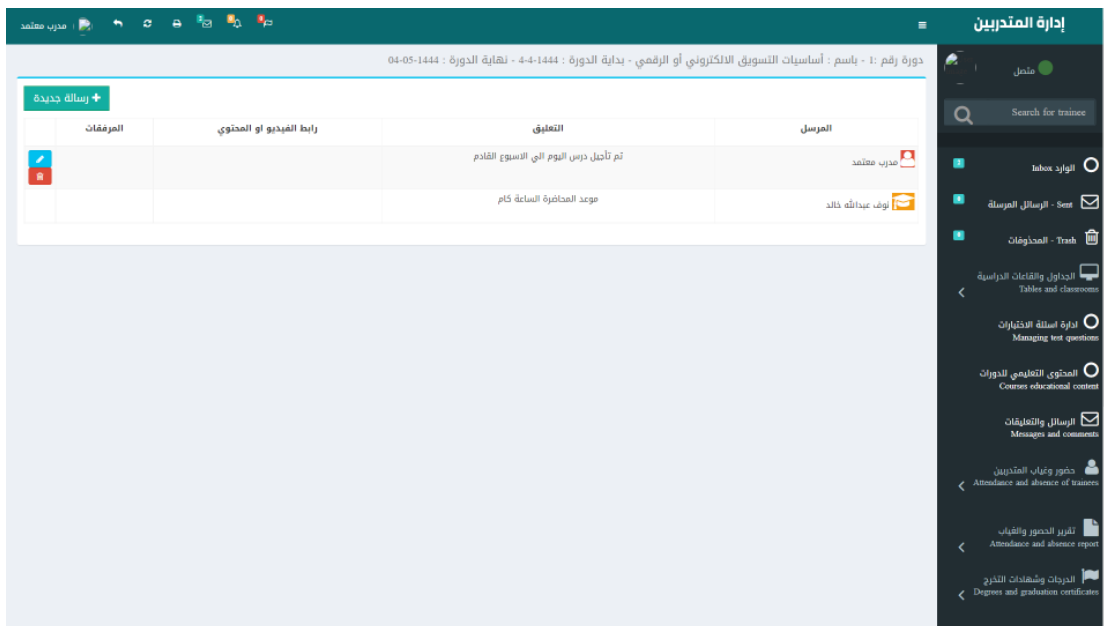 إدارة المتدربين
مدرب معتمد
متصل
Search for trainee
الوارد Inbox
Sent - الرسائل المرسلة
Trash - المحذوفات
الجداول والقاعات الدراسية
Tables and classrooms
ادارة اسئلة الاختبارات
Managing test questions
المحتوى التعليمي للدورات
Courses educational content
الرسائل والتعليقات
Messages and comments
حضور وغياب المتدربين
Attendance and absence of trainees
تقرير الحضور والغياب
Attendance and absence report
الدرجات وشهادات التخرج
Degrees and graduation certificates
دورة رقم :1 - باسم : أساسيات التسويق الالكتروني أو الرقمي - بداية الدورة : 1444-4-4 - نهاية الدورة : 1444-05-04
رسالة جديدة
المرسل التعليق رابط الفيديو او المحتوي المرفقات
مدرب معتمد تم تأجيل درس اليوم الي الاسبوع القادم
نوف عبدالله خالد موعد المحاضرة الساعة كام